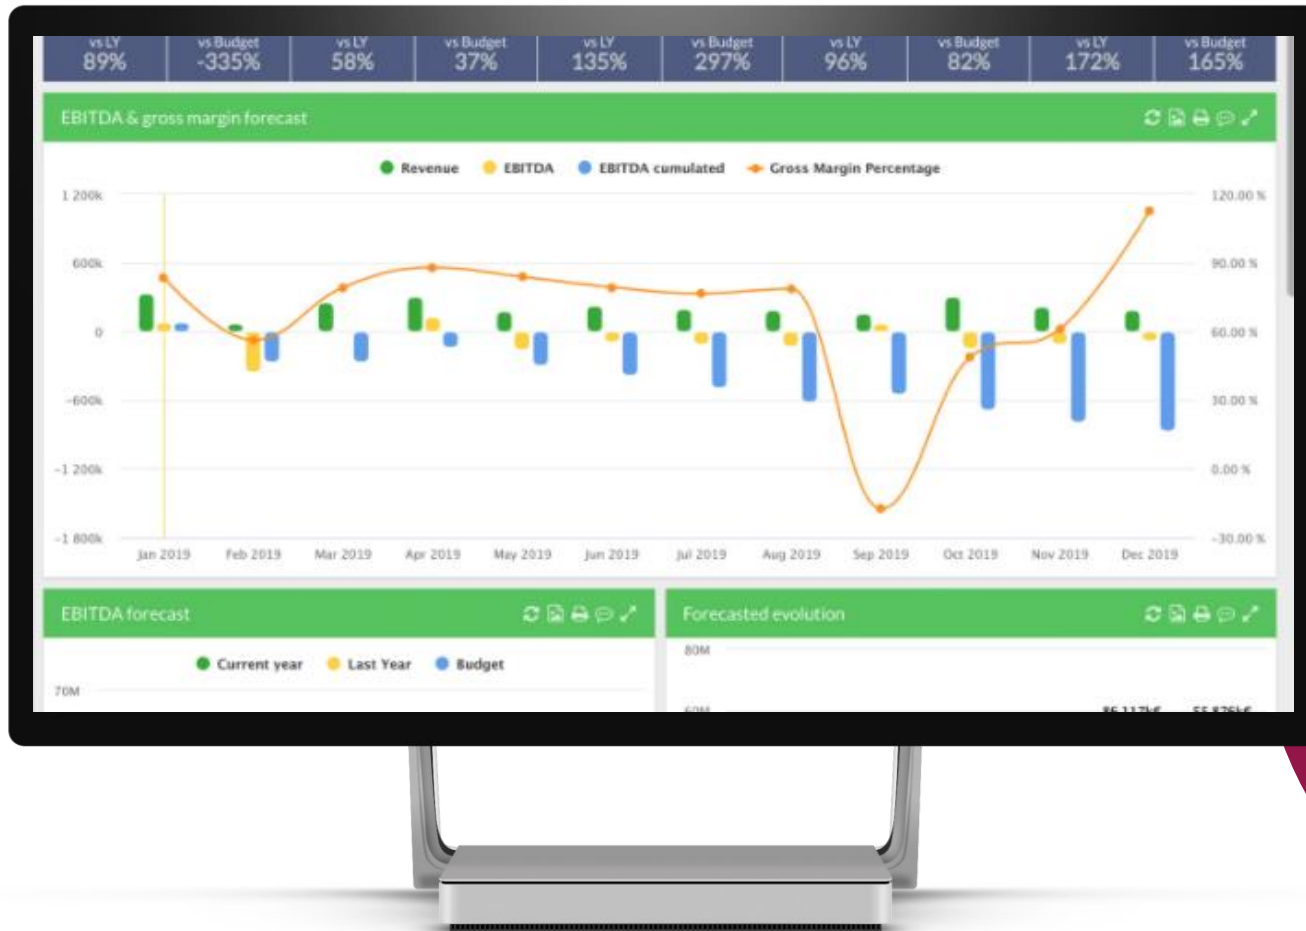 vs LY vs Budget vs LY vs Budget vs LY vs Budget vs LY vs Budget vs LY vs Budget
89% -335% 58% 37% 135% 297% 96% 82% 172% 165%
EBITDA & gross margin forecast
Revenue EBITDA EBITDA cumulated Gross Margin Percentage
1 200k 120.00 %
600k 90.00 %
0 60.00 %
-600k 30.00 %
-1 200k 0.00 %
-1 800k -30.00 %
Jan 2019 Feb 2019 Mar 2019 Apr 2019 May 2019 Jun 2019 Jul 2019 Aug 2019 Sep 2019 Oct 2019 Nov 2019 Dec 2019
EBITDA forecast Forecasted evolution
Current year Last Year Budget
80M
70M
60M 86 117k€ 55 876k€